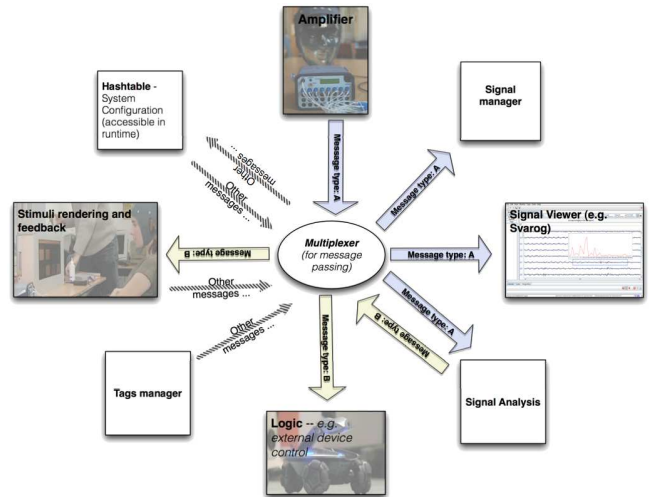 Amplifier
Hashtable -
System
Configuration
(accessible in
runtime)
Signal
manager
Message type: A
Message type: A
Other
messages ...
Other
messages ...
Stimuli rendering and
feedback
Message type: B
Multiplexer
(for message
passing)
Message type: A
Signal Viewer (e.g.
Svarog)
Other
messages ...
Message type: A
Message type: B
Other
messages ...
Message type: B
Tags manager
Signal Analysis
Logic -- e.g.
external device
control